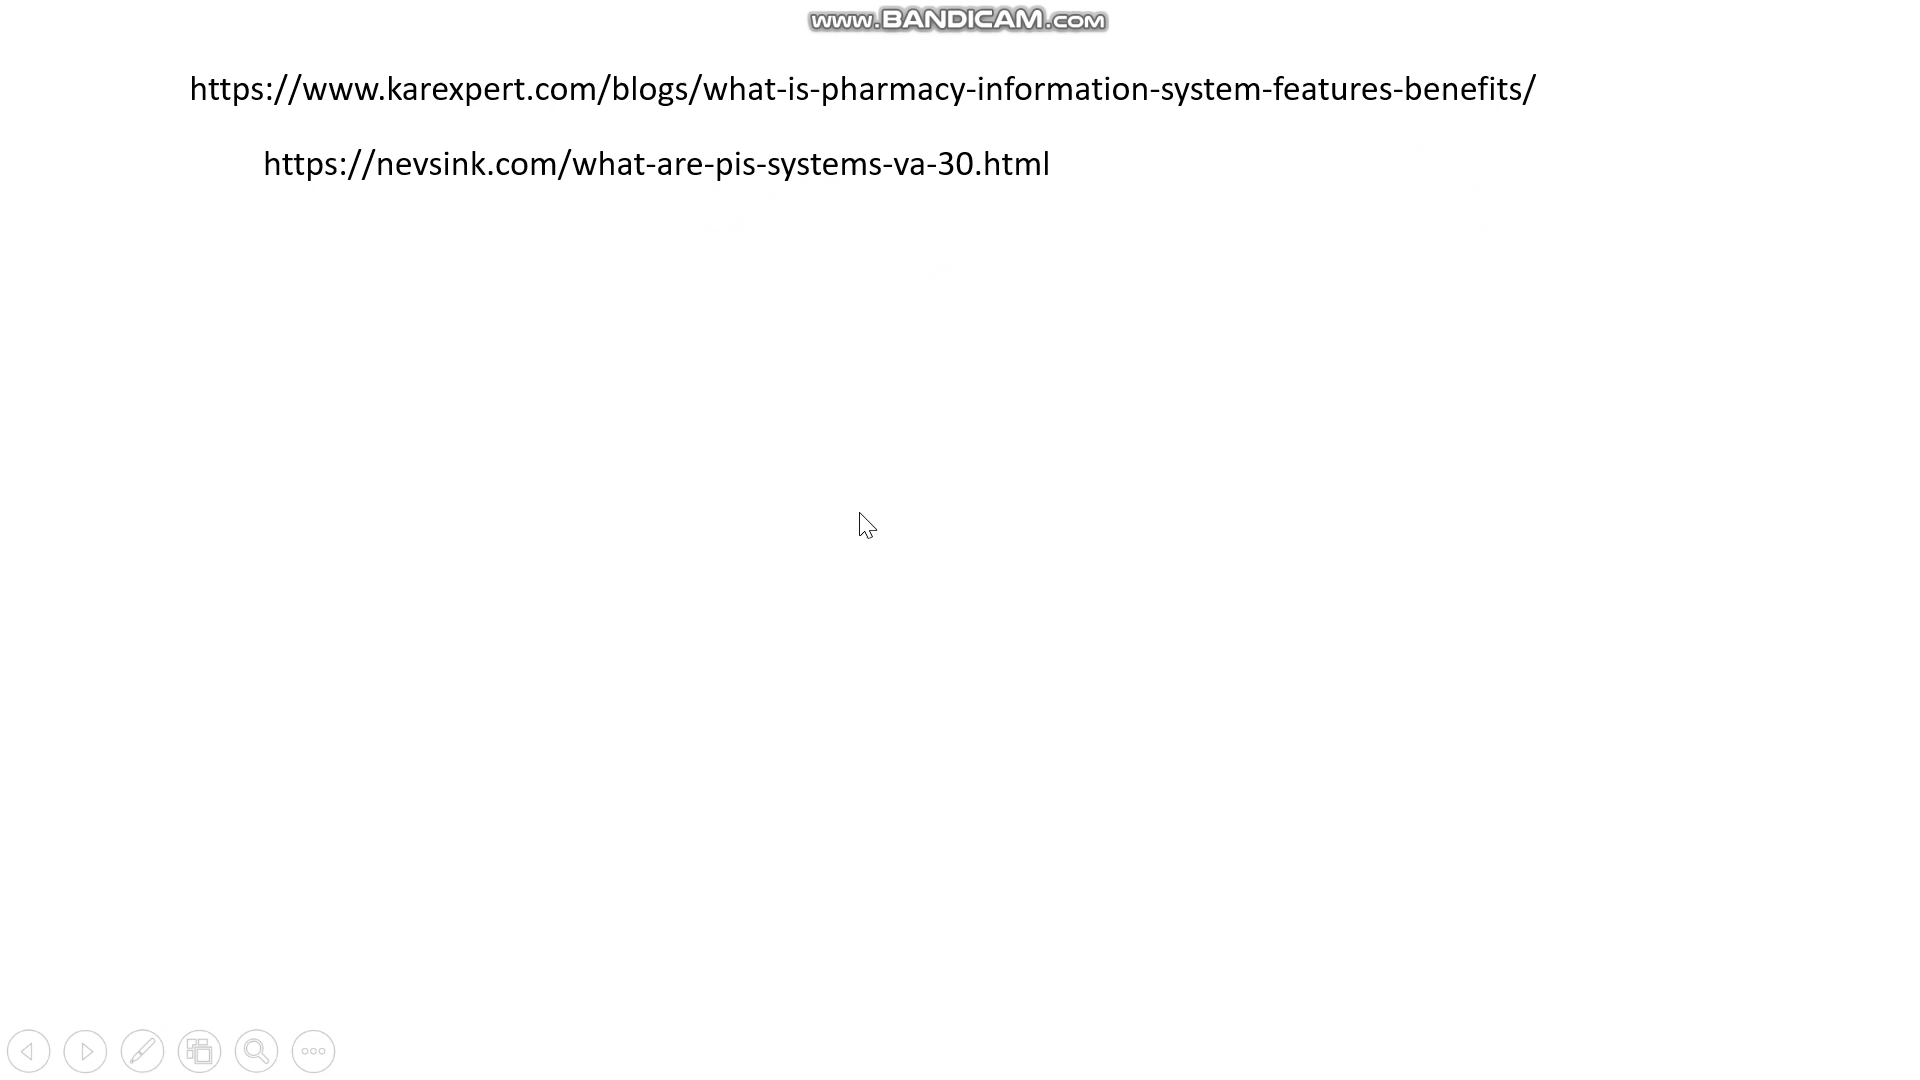 www.BANDICAM.com
https://www.karexpert.com/blogs/what-is-pharmacy-information-system-features-benefits/
https://nevsink.com/what-are-pis-systems-va-30.html